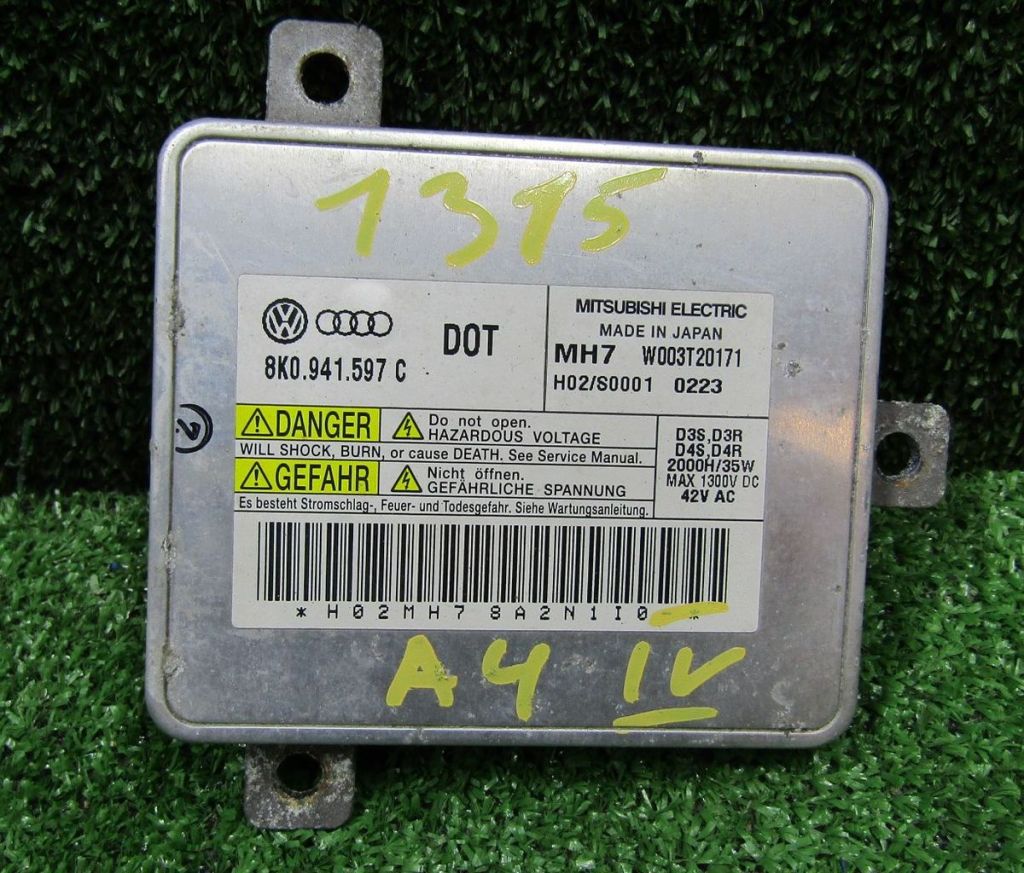 1315
8K0.941.597 C
DOT
MITSUBISHI ELECTRIC
MADE IN JAPAN
MH7 W003T20171
H02/S0001 0223
DANGER
Do not open.
HAZARDOUS VOLTAGE
WILL SHOCK, BURN, or cause DEATH. See Service Manual.
GEFAHR
Nicht öffnen.
GEFÄHRLICHE SPANNUNG
Es besteht Stromschlag-, Feuer- und Todesgefahr. Siehe Wartungsanleitung.
D3S,D3R
D4S,D4R
2000H/35W
MAX 1300V DC
42V AC
*H02MH78A2N1I0 *
A4 IV
2